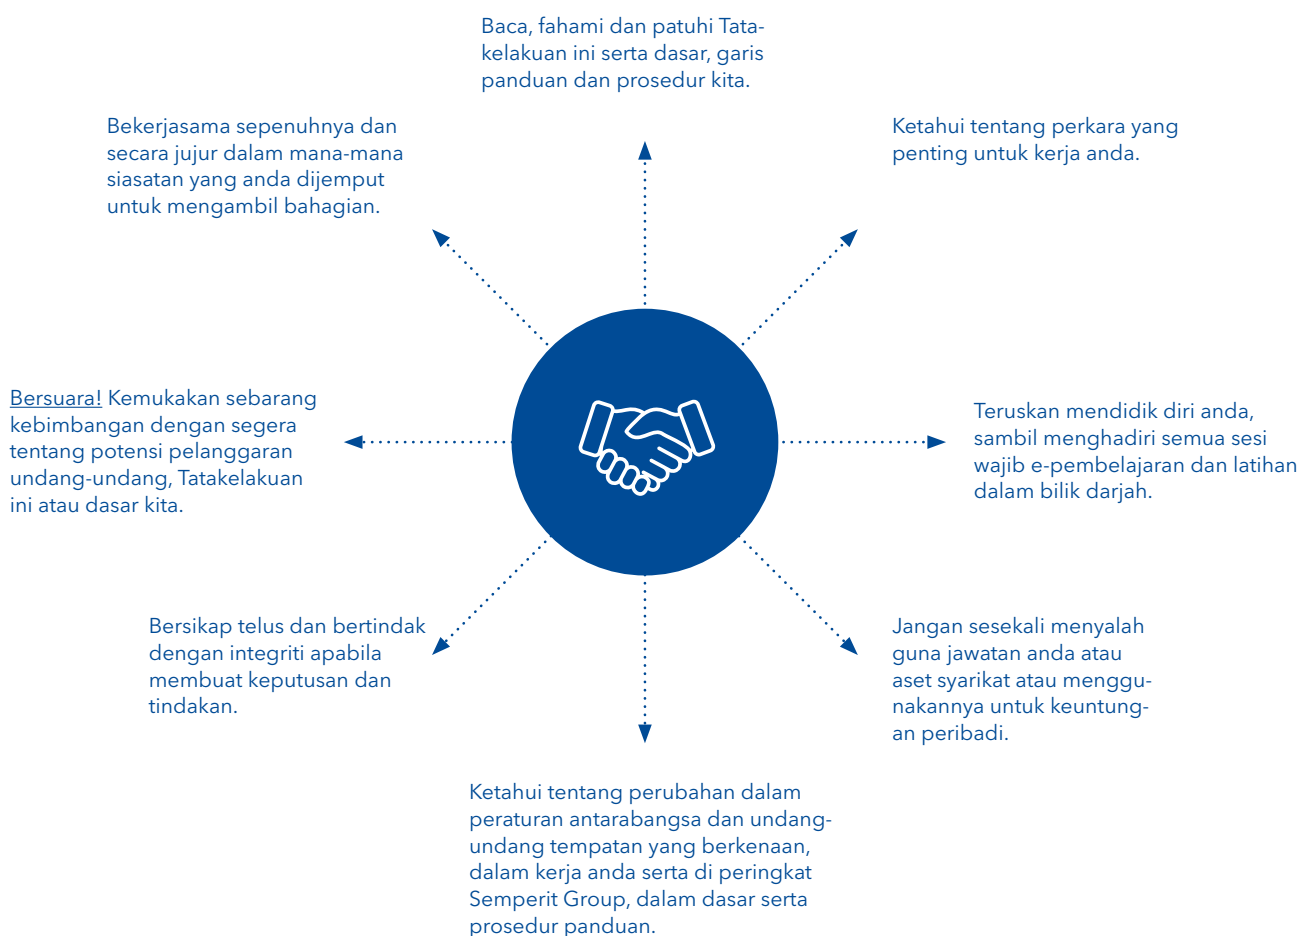 Baca, fahami dan patuhi Tata-
kelakuan ini serta dasar, garis
panduan dan prosedur kita.
Ketahui tentang perkara yang
penting untuk kerja anda.
Teruskan mendidik diri anda,
sambil menghadiri semua sesi
wajib e-pembelajaran dan latihan
dalam bilik darjah.
Jangan sesekali menyalah
guna jawatan anda atau
aset syarikat atau menggu-
nakannya untuk keuntung-
an peribadi.
Ketahui tentang perubahan dalam
peraturan antarabangsa dan undang-
undang tempatan yang berkenaan,
dalam kerja anda serta di peringkat
Semperit Group, dalam dasar serta
prosedur panduan.
Bersikap telus dan bertindak
dengan integriti apabila
membuat keputusan dan
tindakan.
Bersuara! Kemukakan sebarang
kebimbangan dengan segera
tentang potensi pelanggaran
undang-undang, Tatakelakuan
ini atau dasar kita.
Bekerjasama sepenuhnya dan
secara jujur dalam mana-mana
siasatan yang anda dijemput
untuk mengambil bahagian.